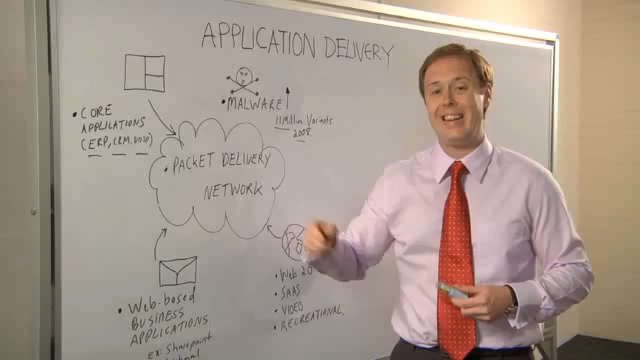 APPLICATION DELIVERY
• MALWARE
11 Million Variants
2008
• CORE
APPLICATIONS
(ERP, CRM, VOIP)
• PACKET DELIVERY
NETWORK
• Web 2.0
• SAAS
• VIDEO
• RECREATIONAL
• Web-based
BUSINESS
APPLICATIONS
Ex: Sharepoint